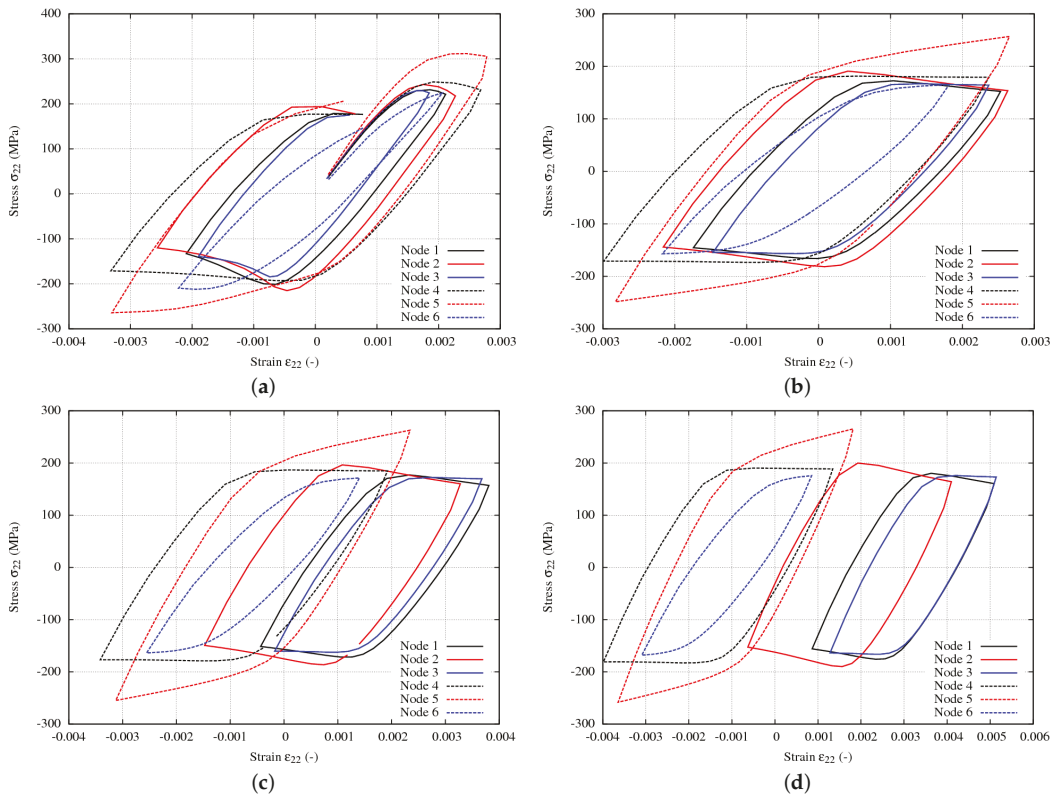 400
300
200
100
0
-100
-200
-300
Stress σ22 (MPa)
Node 1
Node 2
Node 3
Node 4
Node 5
Node 6
-0.004 -0.003 -0.002 -0.001 0 0.001 0.002 0.003
Strain ε22 (-)
(a)
300
200
100
0
-100
-200
-300
Stress σ22 (MPa)
Node 1
Node 2
Node 3
Node 4
Node 5
Node 6
-0.003 -0.002 -0.001 0 0.001 0.002 0.003
Strain ε22 (-)
(b)
300
200
100
0
-100
-200
-300
Stress σ22 (MPa)
Node 1
Node 2
Node 3
Node 4
Node 5
Node 6
-0.004 -0.003 -0.002 -0.001 0 0.001 0.002 0.003 0.004
Strain ε22 (-)
(c)
300
200
100
0
-100
-200
-300
Stress σ22 (MPa)
Node 1
Node 2
Node 3
Node 4
Node 5
Node 6
-0.004 -0.003 -0.002 -0.001 0 0.001 0.002 0.003 0.004 0.005 0.006
Strain ε22 (-)
(d)